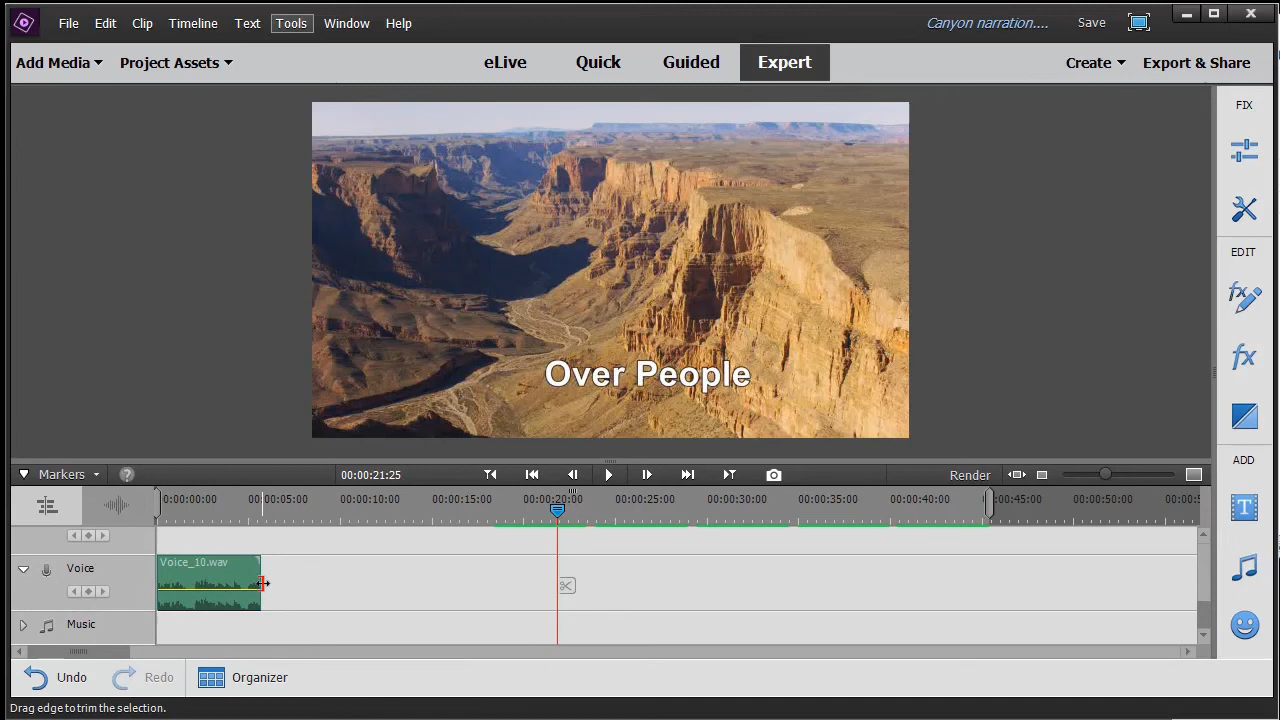 File Edit Clip Timeline Text Tools Window Help Canyon narration.... Save
Add Media Project Assets eLive Quick Guided Expert Create Export & Share
FIX
Over People
EDIT
ADD
Markers ? 00:00:21:25 Render
00:00:00:00 00:00:05:00 00:00:10:00 00:00:15:00 00:00:20:00 00:00:25:00 00:00:30:00 00:00:35:00 00:00:40:00 00:00:45:00 00:00:50:00
Voice_10.wav
Voice
Music
Undo Redo Organizer
Drag edge to trim the selection.